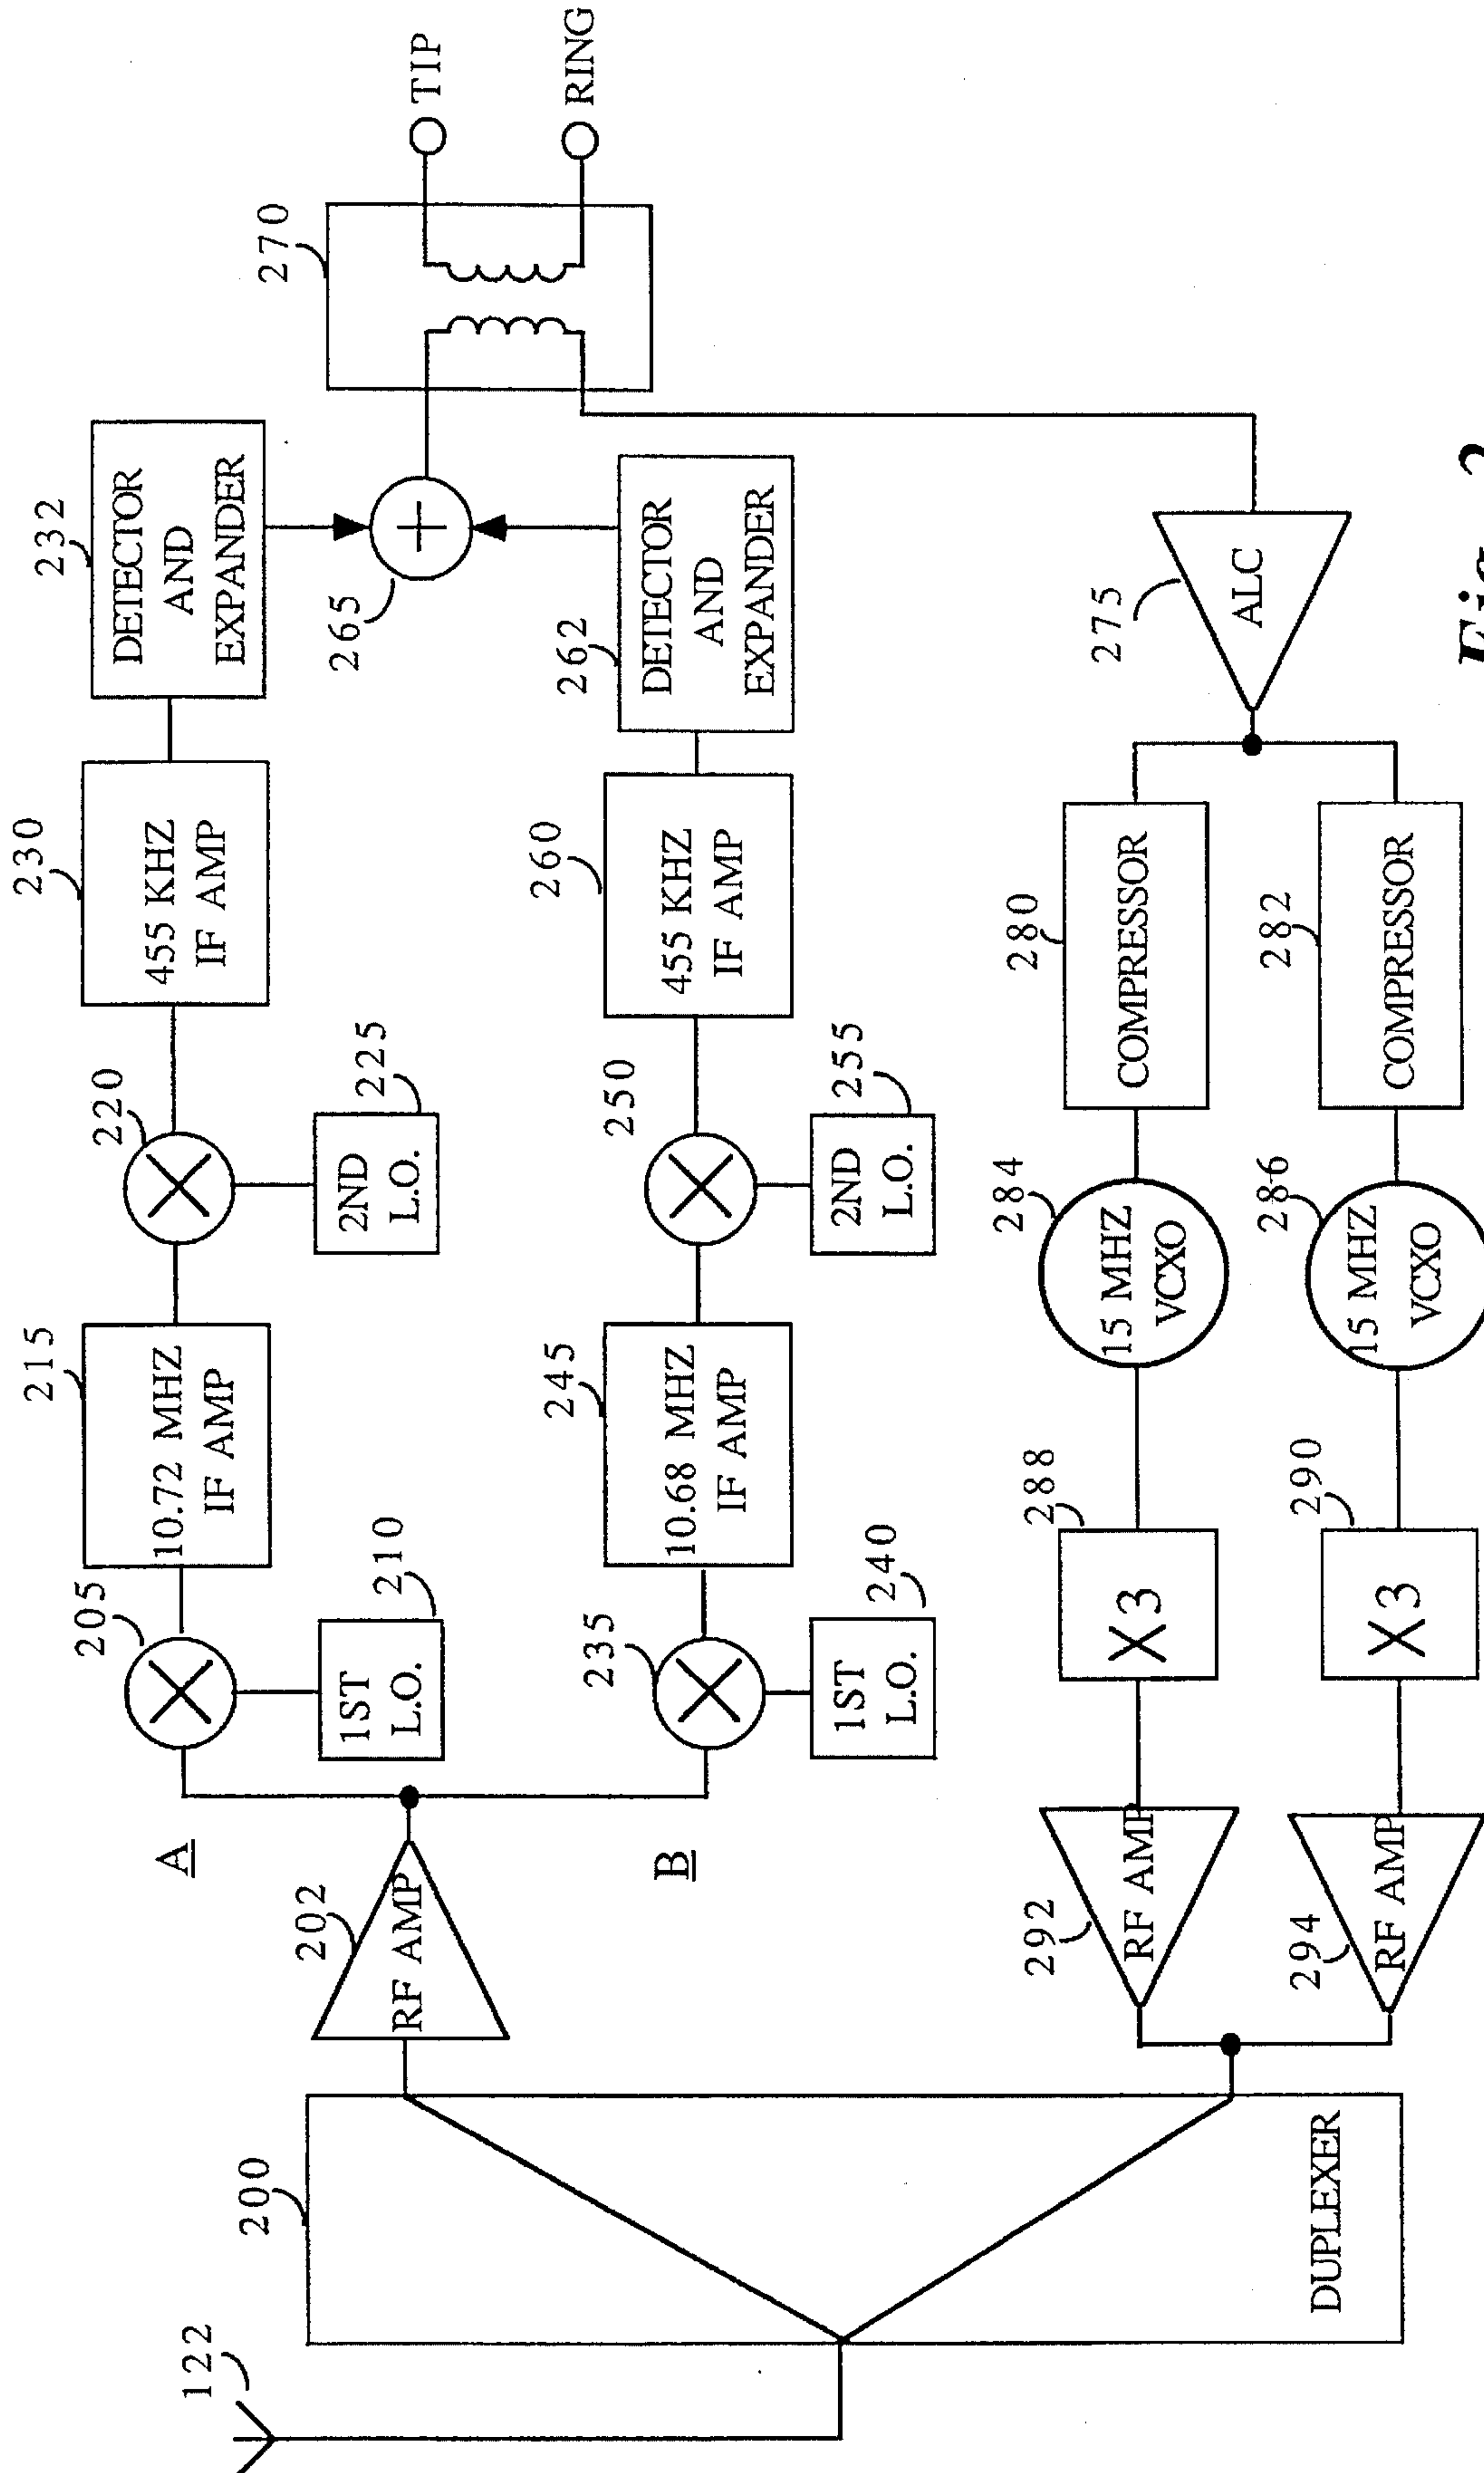 122
200
DUPLEXER
202
RF AMP
A
B
205
1ST
L.O.
210
215
10.72 MHZ
IF AMP
220
2ND
L.O.
225
230
455 KHZ
IF AMP
232
DETECTOR
AND
EXPANDER
235
1ST
L.O.
240
245
10.68 MHZ
IF AMP
250
2ND
L.O.
255
260
455 KHZ
IF AMP
262
DETECTOR
AND
EXPANDER
265
270
TIP
RING
275
ALC
280
COMPRESSOR
282
COMPRESSOR
284
15 MHZ
VCXO
286
15 MHZ
VCXO
288
X3
290
X3
292
RF AMP
294
RF AMP
Fig. 2